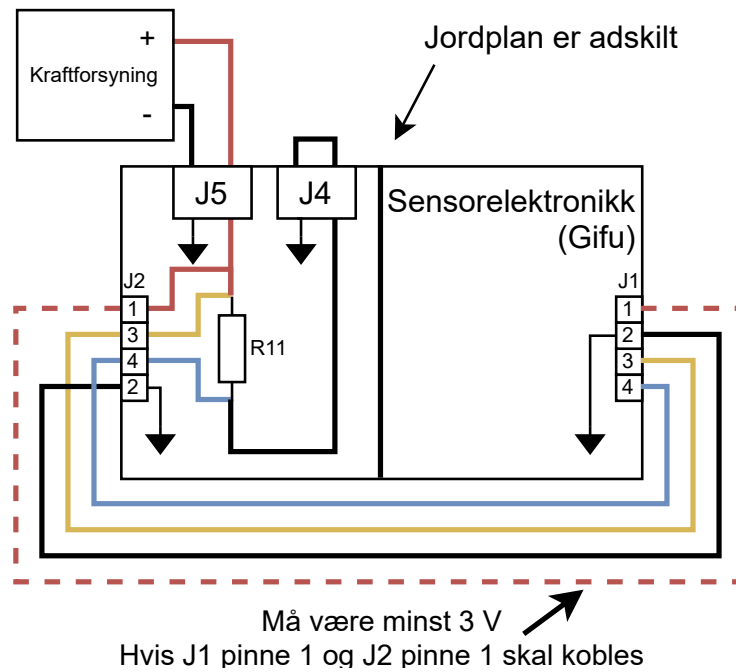 +
Kraftforsyning
-
Jordplan er adskilt
J5
J4
Sensorelektronikk
(Gifu)
J2
1
3
4
2
R11
J1
1
2
3
4
Må være minst 3 V
Hvis J1 pinne 1 og J2 pinne 1 skal kobles